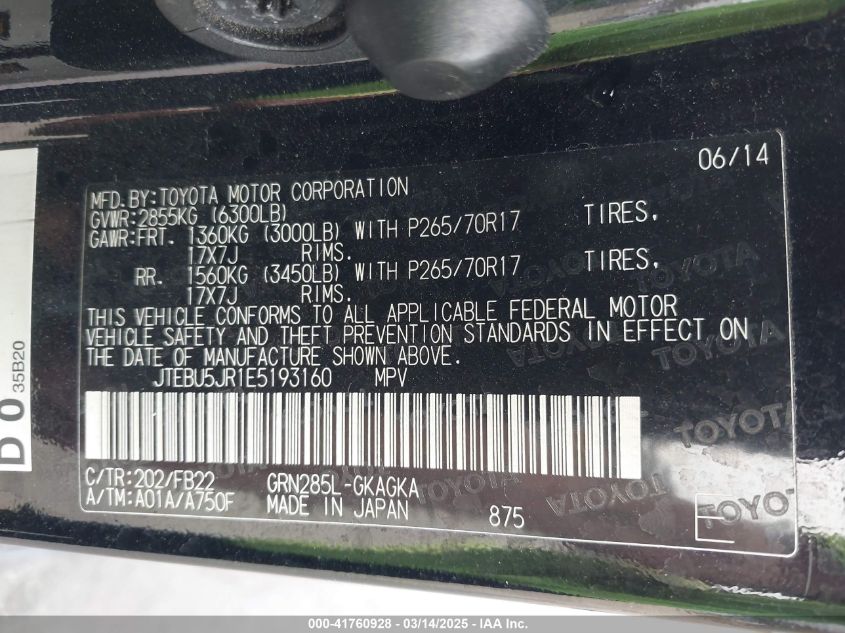 06/14
MFD.BY:TOYOTA MOTOR CORPORATION
GVWR:2855KG (6300LB)
GAWR:FRT. 1360KG (3000LB) WITH P265/70R17 TIRES,
17X7J RIMS.
RR. 1560KG (3450LB) WITH P265/70R17 TIRES,
17X7J RIMS.
THIS VEHICLE CONFORMS TO ALL APPLICABLE FEDERAL MOTOR
VEHICLE SAFETY AND THEFT PREVENTION STANDARDS IN EFFECT ON
THE DATE OF MANUFACTURE SHOWN ABOVE.
JTEBU5JR1E5193160 MPV
C/TR:202/FB22 GRN285L-GKAGKA
A/TM:A01A/A750F MADE IN JAPAN 875
TOYOTA
D 0
35B20
000-41760928 - 03/14/2025 - IAA Inc.